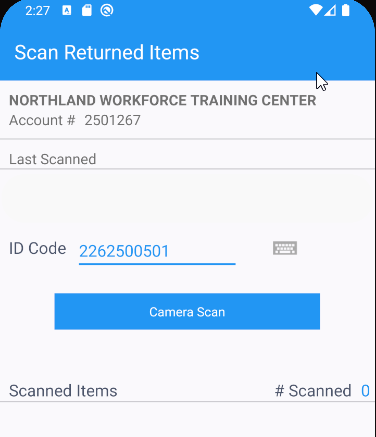 2:27
Scan Returned Items
NORTHLAND WORKFORCE TRAINING CENTER
Account # 2501267
Last Scanned
ID Code 2262500501
Camera Scan
Scanned Items # Scanned 0